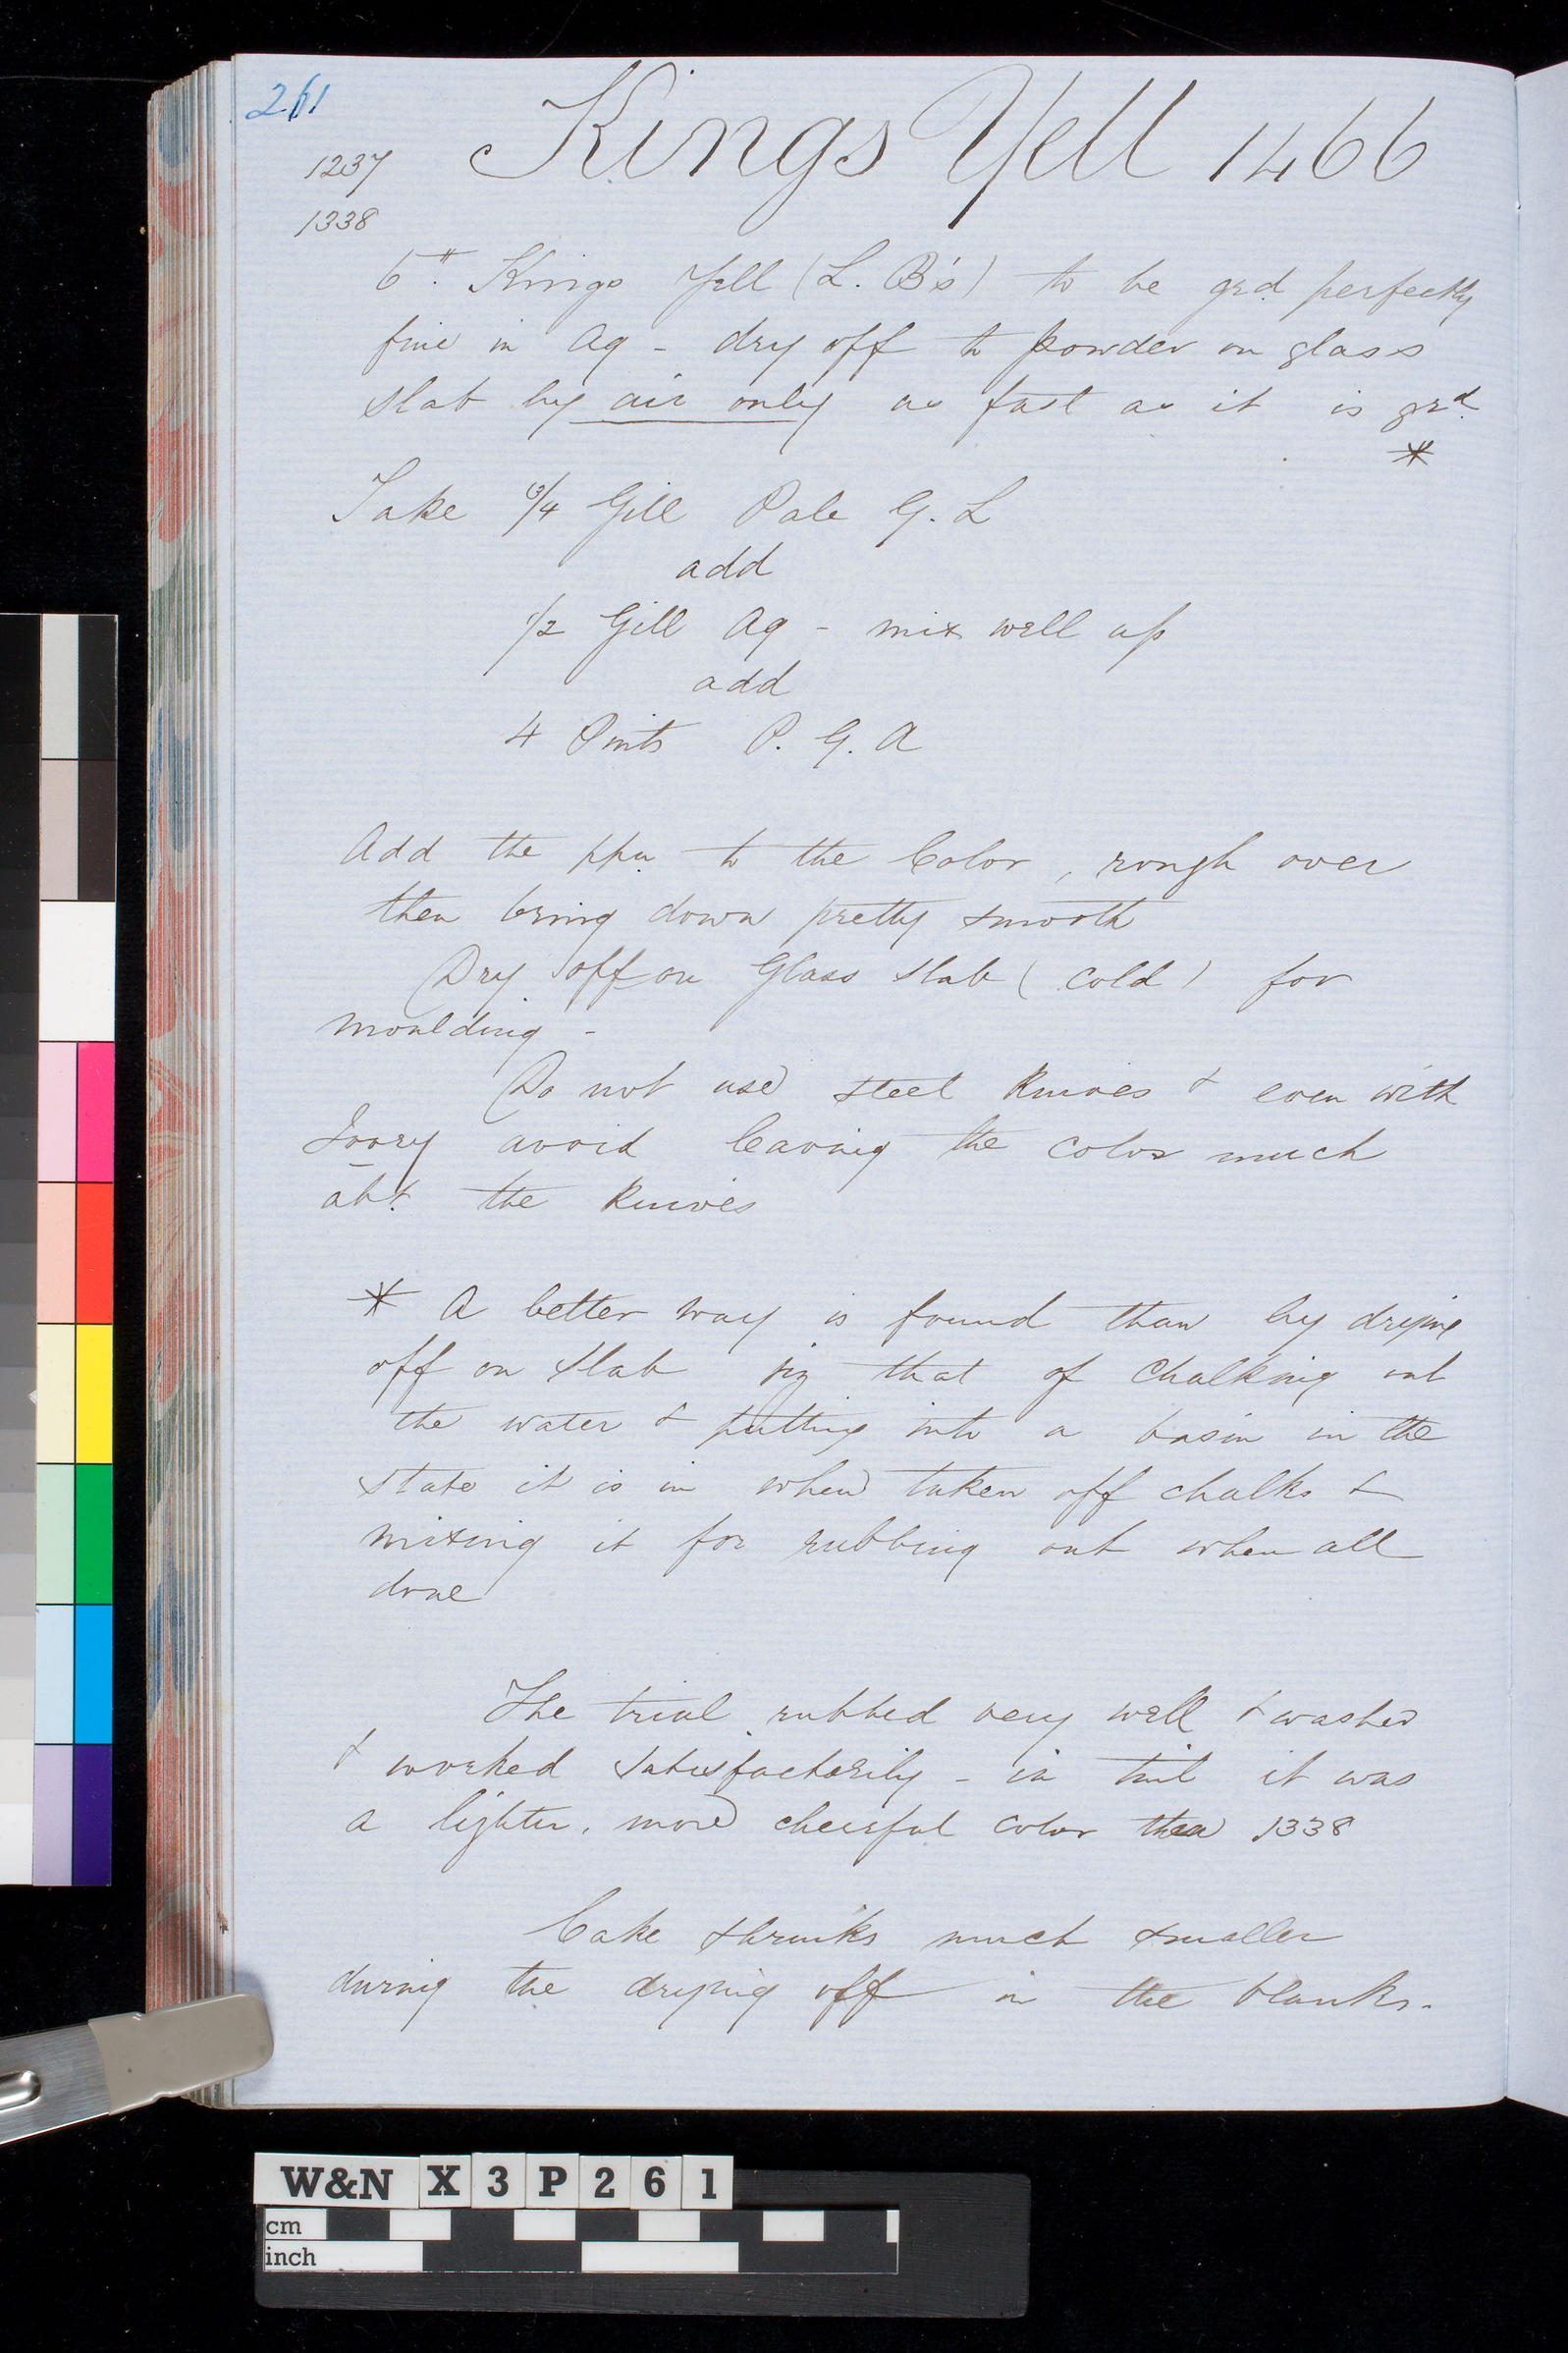 261
Kings Yell 1466
1237
1338
6 ". Kings Yell (L. B's) to be grd perfectly
fine in Aq - dry off to powder on glass
slab by air only as fast as it is grd.
*
Take 3/4 Gill Pale G. L
add
1/2 Gill Aq - mix well up
add
4 Pints P. G. A
Add the ppn to the Color, rough over
then bring down pretty smooth
Dry off on Glass slab (cold) for
moulding -
Do not use steel knives & even with
Ivory avoid leaving the color much
abt. the knives
* A better way is found than by drying
off on slab viz that of chalking out
the water & putting into a basin in the
state it is in when taken off chalks &
mixing it for rubbing out when all
done
The trial rubbed very well & washed
& worked satisfactorily - in tint it was
a lighter, more cheerful color than 1338
Cake shrinks much smaller
during the drying off in the blanks.
W&N X 3 P 2 6 1
cm
inch